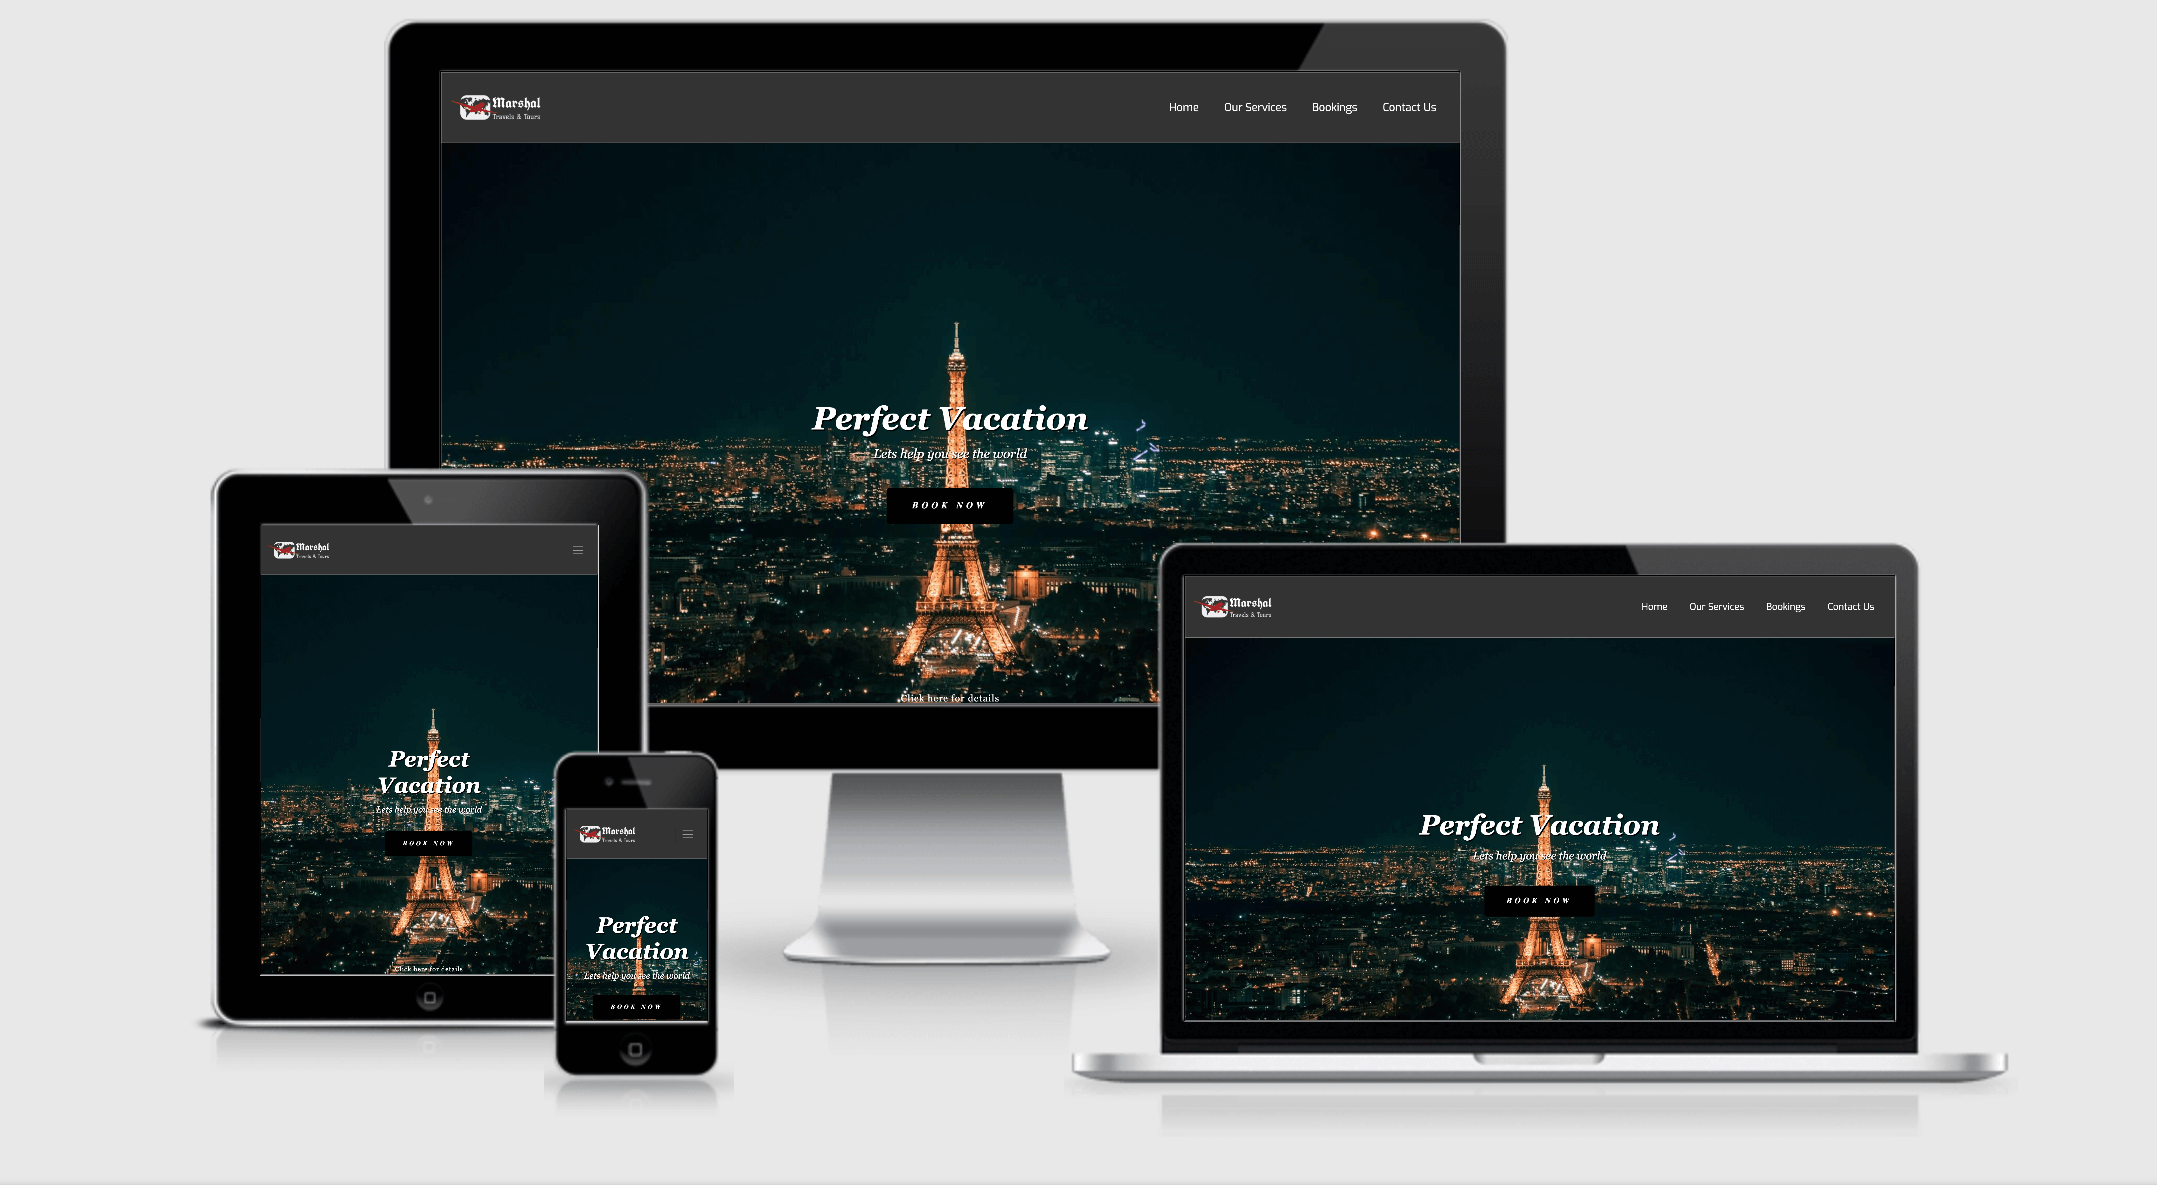 Marshal
Travels & Tours
Home Our Services Bookings Contact Us
Perfect Vacation
Lets help you see the world
BOOK NOW
Click here for details
Marshal
Travels & Tours
Perfect
Vacation
Lets help you see the world
BOOK NOW
Click here for details
Marshal
Travels & Tours
Perfect
Vacation
Lets help you see the world
BOOK NOW
Marshal
Travels & Tours
Home Our Services Bookings Contact Us
Perfect Vacation
Lets help you see the world
BOOK NOW